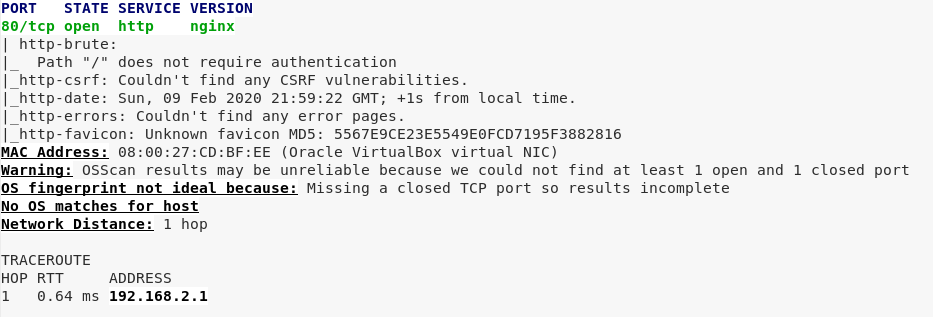 PORT   STATE SERVICE VERSION
80/tcp open  http    nginx
| http-brute:
|_  Path "/" does not require authentication
|_http-csrf: Couldn't find any CSRF vulnerabilities.
|_http-date: Sun, 09 Feb 2020 21:59:22 GMT; +1s from local time.
|_http-errors: Couldn't find any error pages.
|_http-favicon: Unknown favicon MD5: 5567E9CE23E5549E0FCD7195F3882816
MAC Address: 08:00:27:CD:BF:EE (Oracle VirtualBox virtual NIC)
Warning: OSScan results may be unreliable because we could not find at least 1 open and 1 closed port
OS fingerprint not ideal because: Missing a closed TCP port so results incomplete
No OS matches for host
Network Distance: 1 hop
TRACEROUTE
HOP RTT     ADDRESS
1   0.64 ms 192.168.2.1